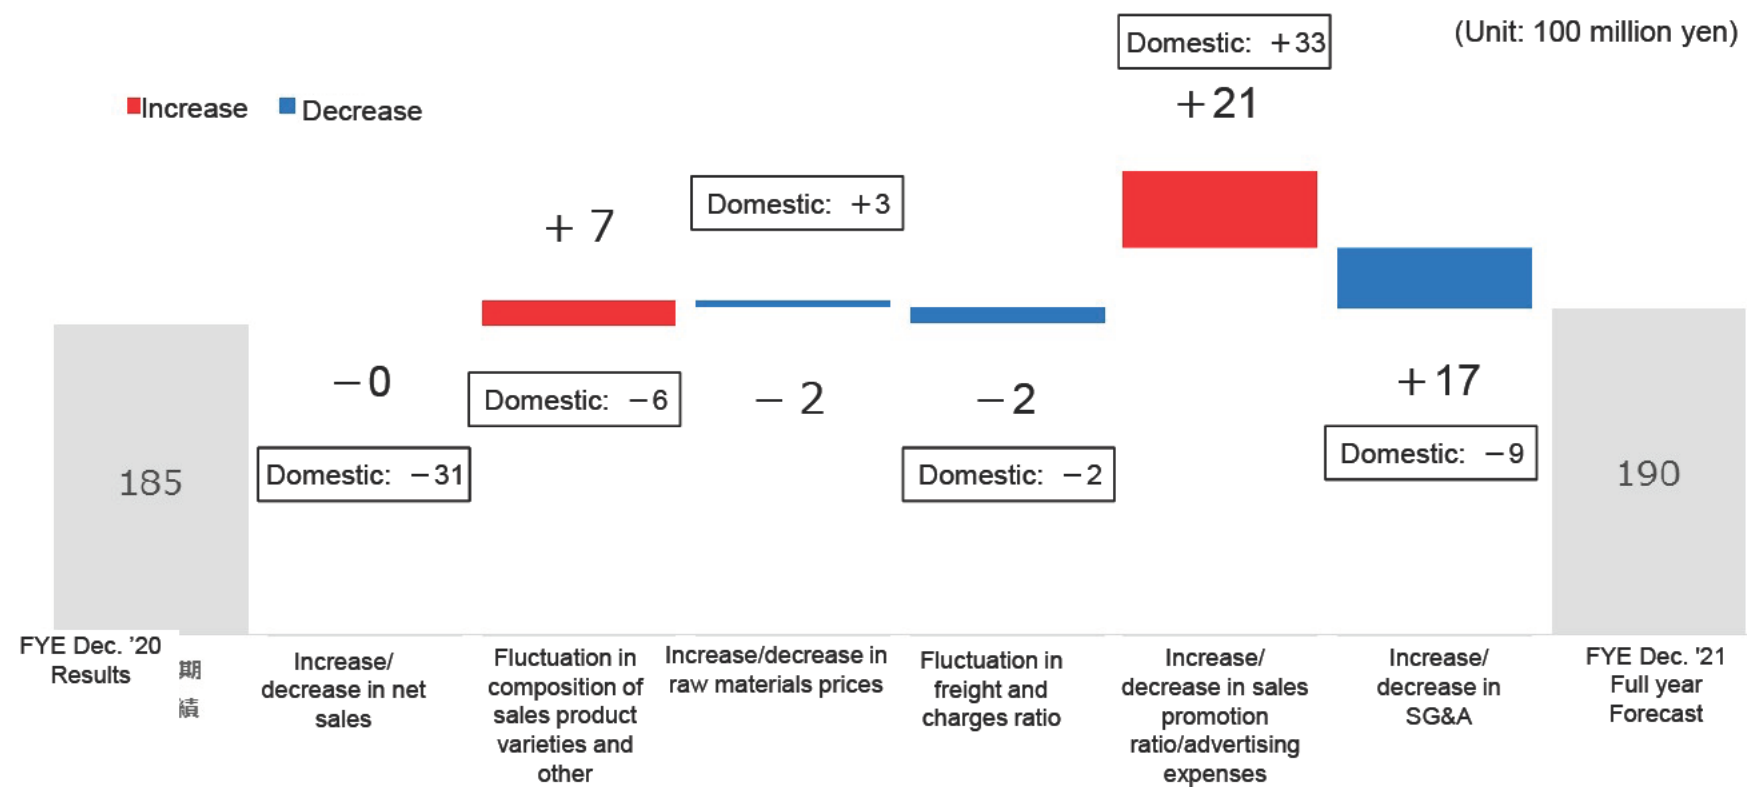 (Unit: 100 million yen)
Increase
Decrease
Domestic: +33
+21
Domestic: +3
+ 7
−0
Domestic: −6
− 2
−2
+17
Domestic: −31
Domestic: −2
Domestic: −9
185
190
FYE Dec. ’20
Results
期
績
Increase/
decrease in net
sales
Fluctuation in
composition of
sales product
varieties and
other
Increase/decrease in
raw materials prices
Fluctuation in
freight and
charges ratio
Increase/
decrease in sales
promotion
ratio/advertising
expenses
Increase/
decrease in
SG&A
FYE Dec. '21
Full year
Forecast